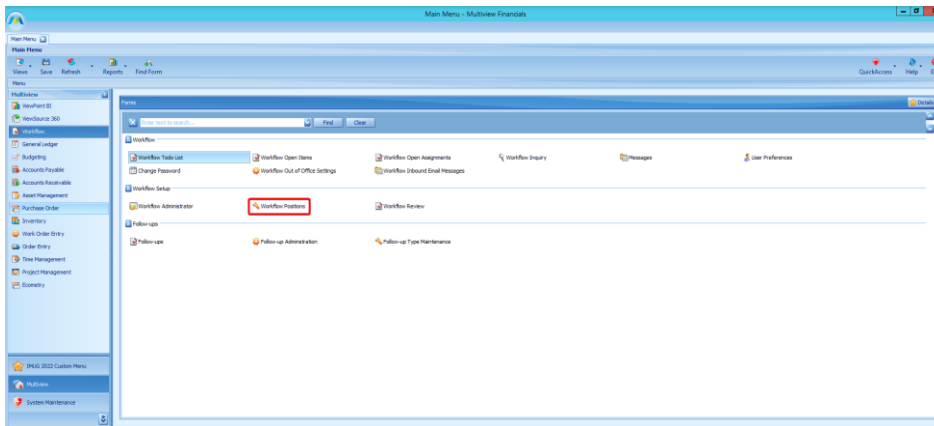 Main Menu - Multiview Financials
Main Menu
Main Menu
Views Save Refresh Reports Find Form QuickAccess Help
Menu
Multiview
ViewPoint BI
ViewSource 360
Workflow
General Ledger
Budgeting
Accounts Payable
Accounts Receivable
Asset Management
Purchase Order
Inventory
Work Order Entry
Order Entry
Time Management
Project Management
Ecometry
IMUG 2022 Custom Menu
Multiview
System Maintenance
Forms Details
Enter text to search... Find Clear
Workflow
Workflow Todo List Workflow Open Items Workflow Open Assignments Workflow Inquiry Messages User Preferences
Change Password Workflow Out of Office Settings Workflow Inbound Email Messages
Workflow Setup
Workflow Administrator Workflow Positions Workflow Review
Follow-ups
Follow-ups Follow-up Administration Follow-up Type Maintenance